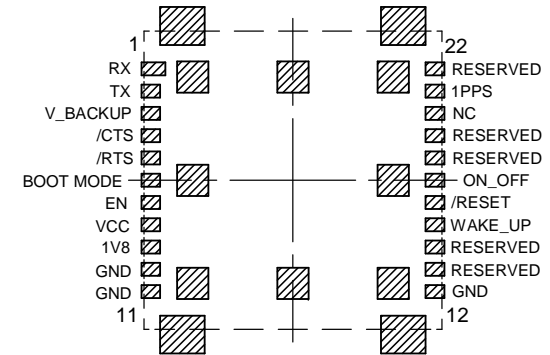 1 22
RX RESERVED
TX 1PPS
V_BACKUP NC
/CTS RESERVED
/RTS RESERVED
BOOT MODE ON_OFF
EN /RESET
VCC WAKE_UP
1V8 RESERVED
GND RESERVED
GND GND
11 12